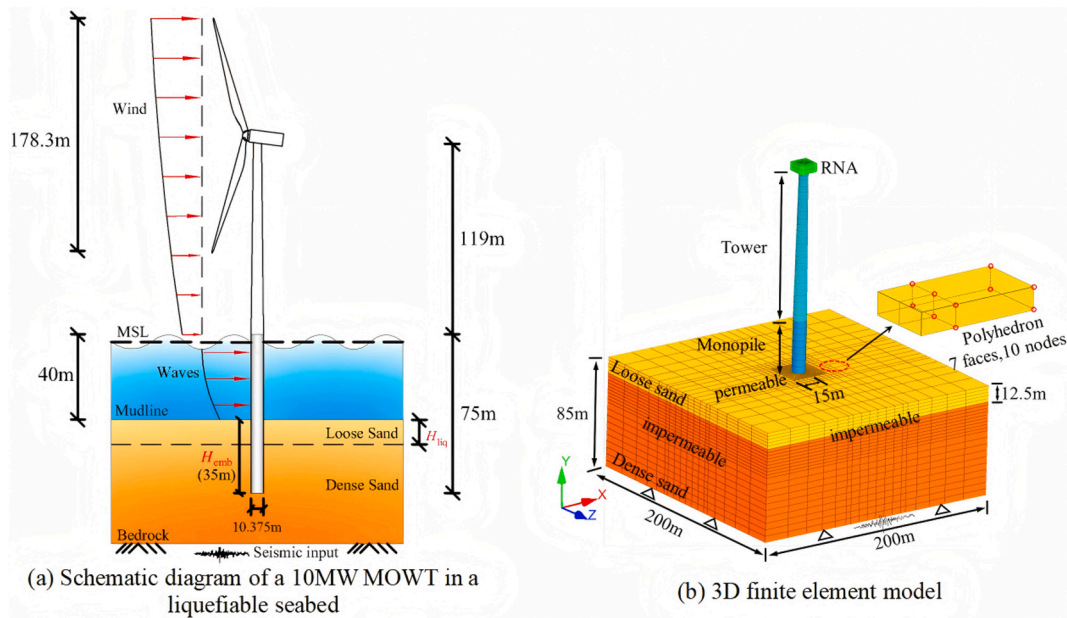 Wind
178.3m
119m
MSL
Waves
40m
Mudline
75m
Loose Sand
H_liq
H_emb
(35m)
Dense Sand
10.375m
Bedrock
Seismic input
(a) Schematic diagram of a 10MW MOWT in a
liquefiable seabed
RNA
Tower
Monopile
Polyhedron
7 faces,10 nodes
permeable
15m
Loose sand
12.5m
85m
impermeable
impermeable
Dense sand
Y
X
Z
200m
200m
(b) 3D finite element model